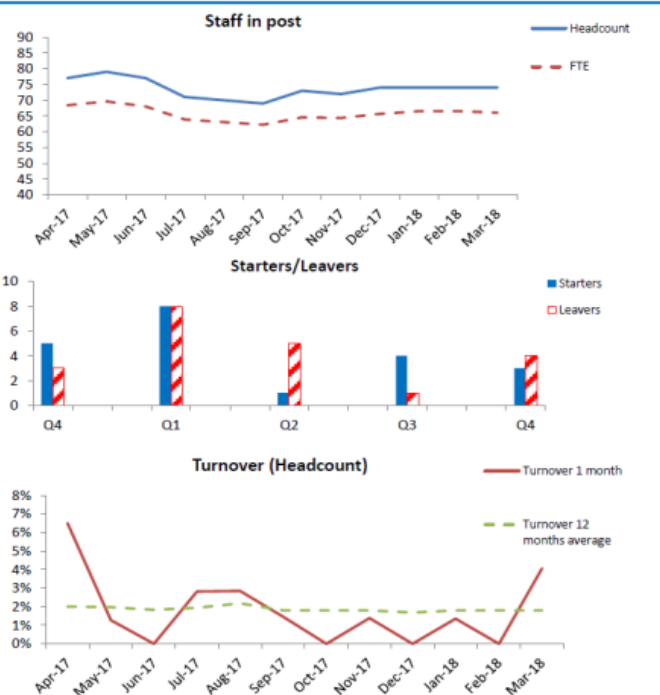 Staff in post
Headcount
FTE
90
85
80
75
70
65
60
55
50
45
40
Apr-17 May-17 Jun-17 Jul-17 Aug-17 Sep-17 Oct-17 Nov-17 Dec-17 Jan-18 Feb-18 Mar-18
Starters/Leavers
Starters
Leavers
10
8
6
4
2
0
Q4 Q1 Q2 Q3 Q4
Turnover (Headcount)
Turnover 1 month
Turnover 12
months average
8%
7%
6%
5%
4%
3%
2%
1%
0%
Apr-17 May-17 Jun-17 Jul-17 Aug-17 Sep-17 Oct-17 Nov-17 Dec-17 Jan-18 Feb-18 Mar-18